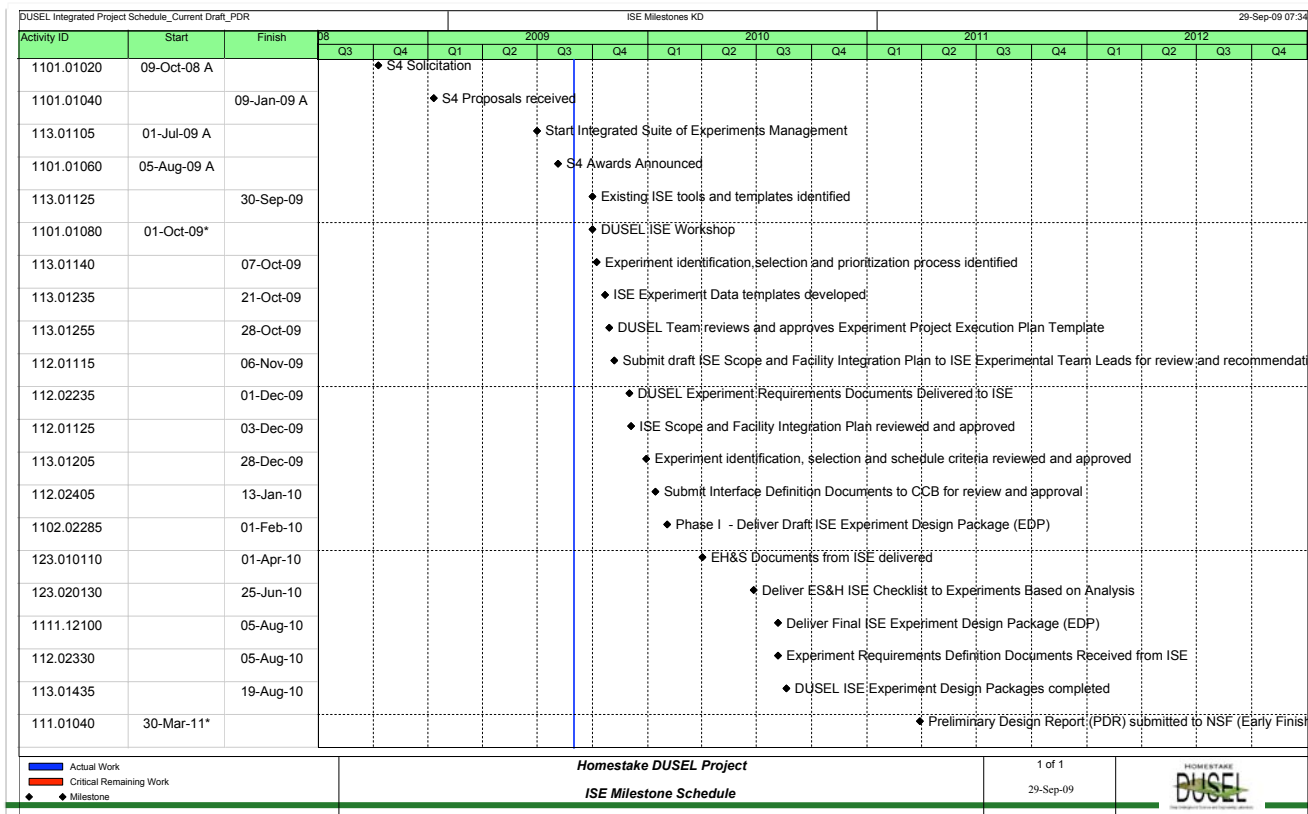 DUSEL Integrated Project Schedule_Current Draft_PDR ISE Milestones KD 29-Sep-09 07:34
Activity ID Start Finish 08 2009 2010 2011 2012
Q3 Q4 Q1 Q2 Q3 Q4 Q1 Q2 Q3 Q4 Q1 Q2 Q3 Q4 Q1 Q2 Q3 Q4
1101.01020 09-Oct-08 A S4 Solicitation
1101.01040 09-Jan-09 A S4 Proposals received
113.01105 01-Jul-09 A Start Integrated Suite of Experiments Management
1101.01060 05-Aug-09 A S4 Awards Announced
113.01125 30-Sep-09 Existing ISE tools and templates identified
1101.01080 01-Oct-09* DUSEL ISE Workshop
113.01140 07-Oct-09 Experiment identification,selection and prioritization process identified
113.01235 21-Oct-09 ISE Experiment Data templates developed
113.01255 28-Oct-09 DUSEL Team reviews and approves Experiment Project Execution Plan Template
112.01115 06-Nov-09 Submit draft ISE Scope and Facility Integration Plan to ISE Experimental Team Leads for review and recommendati
112.02235 01-Dec-09 DUSEL Experiment Requirements Documents Delivered to ISE
112.01125 03-Dec-09 ISE Scope and Facility Integration Plan reviewed and approved
113.01205 28-Dec-09 Experiment identification, selection and schedule criteria reviewed and approved
112.02405 13-Jan-10 Submit Interface Definition Documents to CCB for review and approval
1102.02285 01-Feb-10 Phase I - Deliver Draft ISE Experiment Design Package (EDP)
123.010110 01-Apr-10 EH&S Documents from ISE delivered
123.020130 25-Jun-10 Deliver ES&H ISE Checklist to Experiments Based on Analysis
1111.12100 05-Aug-10 Deliver Final ISE Experiment Design Package (EDP)
112.02330 05-Aug-10 Experiment Requirements Definition Documents Received from ISE
113.01435 19-Aug-10 DUSEL ISE Experiment Design Packages completed
111.01040 30-Mar-11* Preliminary Design Report (PDR) submitted to NSF (Early Finish
Actual Work
Critical Remaining Work
Milestone
Homestake DUSEL Project
ISE Milestone Schedule
1 of 1
29-Sep-09
HOMESTAKE
DUSEL